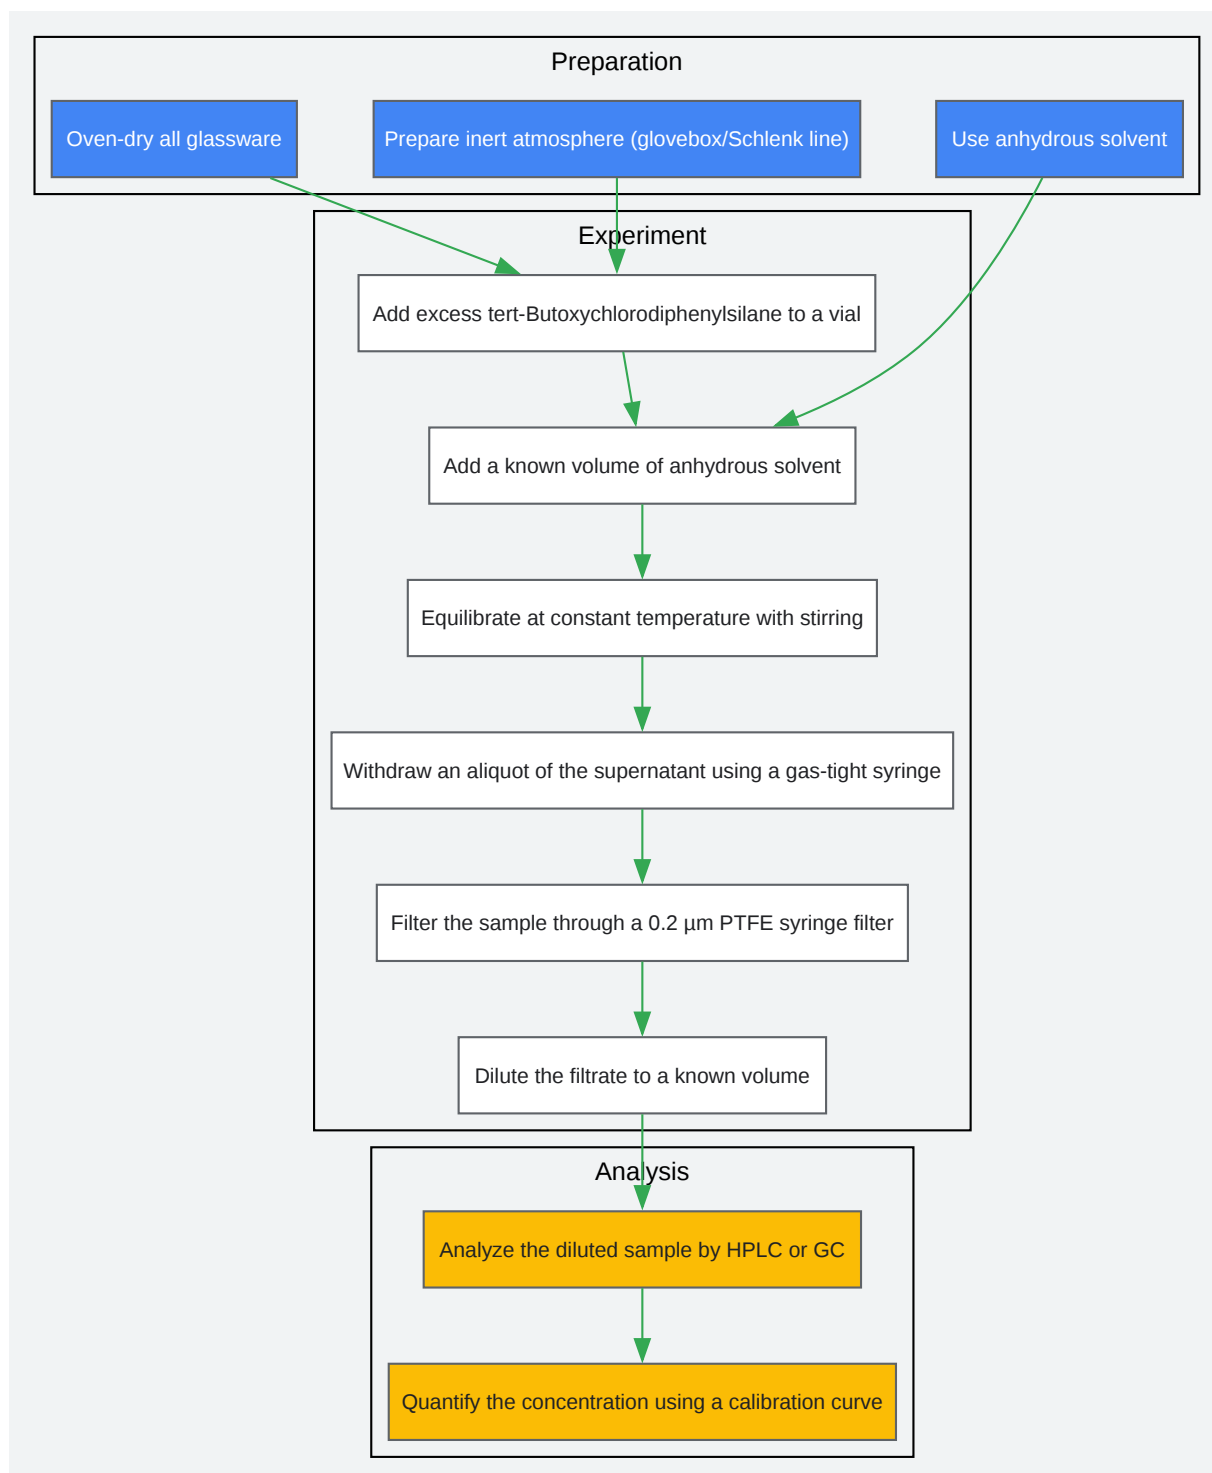 Preparation
Oven-dry all glassware
Prepare inert atmosphere (glovebox/Schlenk line)
Use anhydrous solvent
Experiment
Add excess tert-Butoxychlorodiphenylsilane to a vial
Add a known volume of anhydrous solvent
Equilibrate at constant temperature with stirring
Withdraw an aliquot of the supernatant using a gas-tight syringe
Filter the sample through a 0.2 µm PTFE syringe filter
Dilute the filtrate to a known volume
Analysis
Analyze the diluted sample by HPLC or GC
Quantify the concentration using a calibration curve